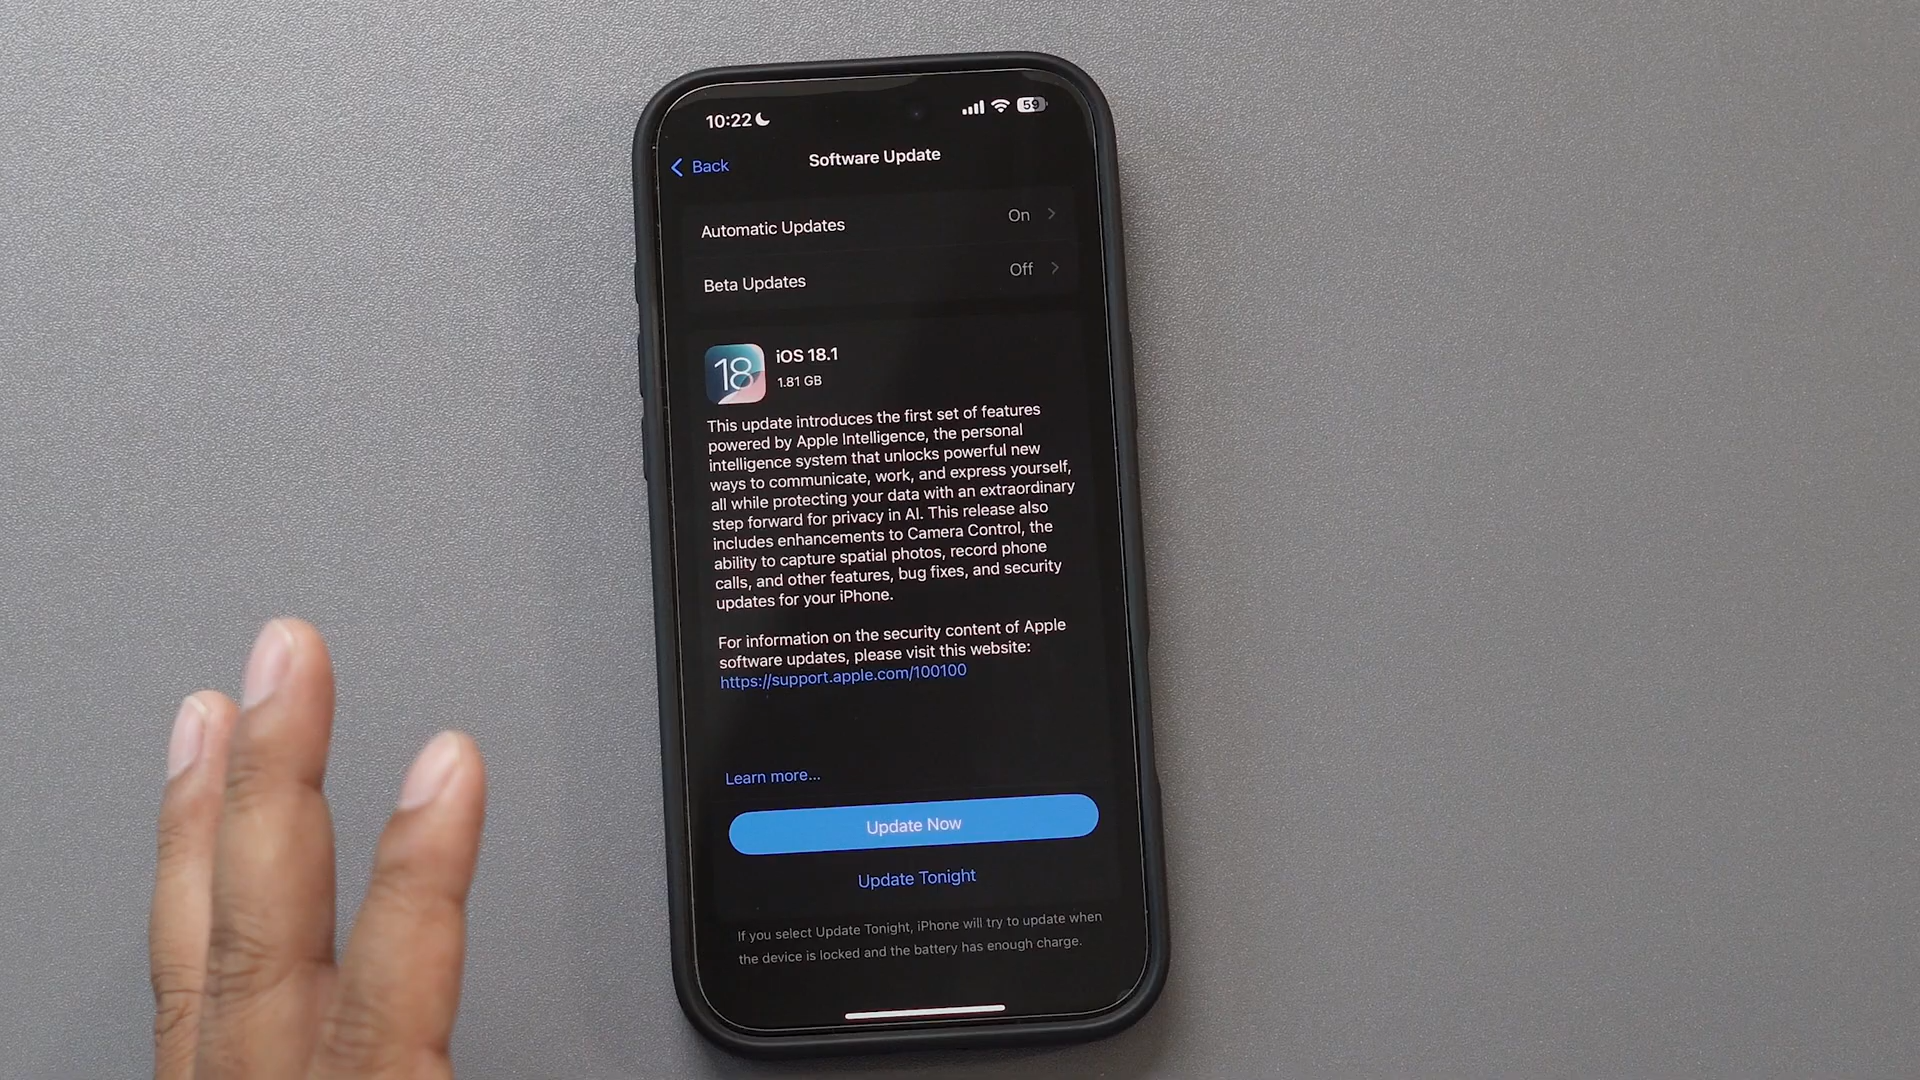 10:22
59
Back
Software Update
Automatic Updates On
Beta Updates Off
18
iOS 18.1
1.81 GB
This update introduces the first set of features
powered by Apple Intelligence, the personal
intelligence system that unlocks powerful new
ways to communicate, work, and express yourself,
all while protecting your data with an extraordinary
step forward for privacy in AI. This release also
includes enhancements to Camera Control, the
ability to capture spatial photos, record phone
calls, and other features, bug fixes, and security
updates for your iPhone.
For information on the security content of Apple
software updates, please visit this website:
https://support.apple.com/100100
Learn more...
Update Now
Update Tonight
If you select Update Tonight, iPhone will try to update when
the device is locked and the battery has enough charge.